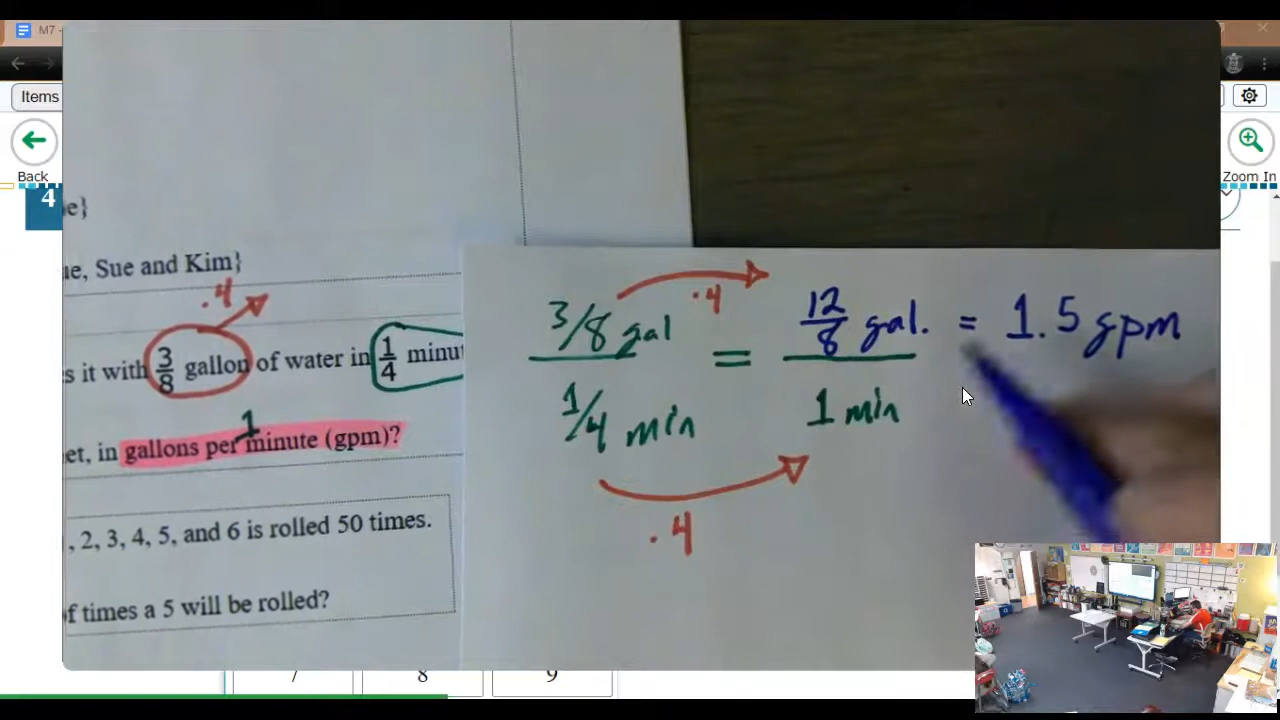 M7 -
Items
Back
Zoom In
4
e}
ue, Sue and Kim}
· 4
s it with 3/8 gallon of water in 1/4 minut
1
et, in gallons per minute (gpm)?
, 2, 3, 4, 5, and 6 is rolled 50 times.
f times a 5 will be rolled?
3/8 gal
· 4
=
12/8 gal.
= 1.5 gpm
1/4 min
1 min
· 4
7
8
9